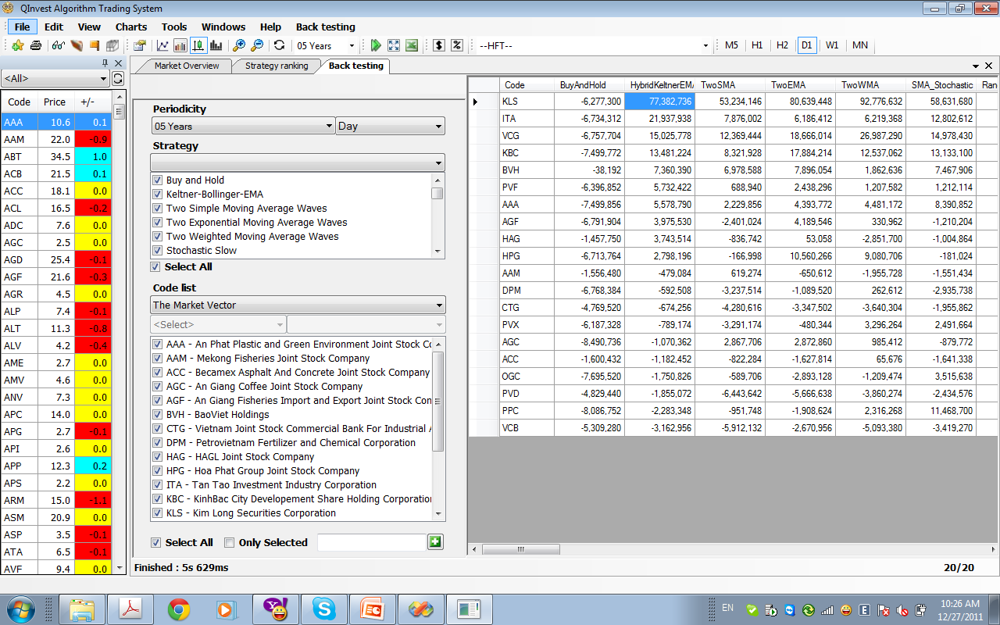 QInvest Algorithm Trading System
File Edit View Charts Tools Windows Help Back testing
05 Years --HFT-- M5 H1 H2 D1 W1 MN
Market Overview Strategy ranking Back testing
<All>
Code Price +/-
AAA 10.6 0.1
AAM 22.0 -0.9
ABT 34.5 1.0
ACB 21.5 0.1
ACC 18.1 0.0
ACL 16.5 -0.2
ADC 7.6 0.0
AGC 2.5 0.0
AGD 25.4 -0.1
AGF 21.6 -0.3
AGR 4.5 0.0
ALP 7.4 -0.1
ALT 11.3 -0.8
ALV 4.2 -0.4
AME 2.7 0.0
AMV 4.6 0.0
ANV 7.3 0.0
APC 14.0 0.0
APG 2.7 -0.1
API 2.6 0.0
APP 12.3 0.2
APS 2.2 0.0
ARM 15.0 -1.1
ASM 20.9 0.0
ASP 3.5 -0.1
ATA 6.5 -0.1
AVF 9.4 0.0
Periodicity
05 Years Day
Strategy
Buy and Hold
Keltner-Bollinger-EMA
Two Simple Moving Average Waves
Two Exponential Moving Average Waves
Two Weighted Moving Average Waves
Stochastic Slow
Select All
Code list
The Market Vector
<Select>
AAA - An Phat Plastic and Green Environment Joint Stock Co
AAM - Mekong Fisheries Joint Stock Company
ACC - Becamex Asphalt And Concrete Joint Stock Company
AGC - An Giang Coffee Joint Stock Company
AGF - An Giang Fisheries Import and Export Joint Stock Con
BVH - BaoViet Holdings
CTG - Vietnam Joint Stock Commercial Bank For Industrial A
DPM - Petrovietnam Fertilizer and Chemical Corporation
HAG - HAGL Joint Stock Company
HPG - Hoa Phat Group Joint Stock Company
ITA - Tan Tao Investment Industry Corporation
KBC - KinhBac City Developement Share Holding Corporation
KLS - Kim Long Securities Corporation
Select All Only Selected
Code BuyAndHold HybridKeltnerEMA TwoSMA TwoEMA TwoWMA SMA_Stochastic Ran
KLS -6,277,300 77,382,736 53,234,146 80,639,448 92,776,632 58,631,680
ITA -6,734,312 21,937,938 7,876,002 6,186,412 6,219,368 12,802,612
VCG -6,757,704 15,025,778 12,369,444 18,666,014 26,987,290 14,978,430
KBC -7,499,772 13,481,224 8,321,928 17,884,214 12,537,062 13,133,100
BVH -38,192 7,360,390 6,978,588 7,896,054 1,862,636 7,467,906
PVF -6,396,852 5,732,422 688,940 2,438,296 1,207,582 1,212,114
AAA -7,499,856 5,578,790 2,229,856 4,393,772 4,481,172 8,390,852
AGF -6,791,904 3,975,530 -2,401,024 4,189,546 330,962 -1,210,204
HAG -1,457,750 3,743,514 -836,742 53,058 -2,851,700 -1,004,864
HPG -6,713,764 2,798,196 -166,998 10,560,266 9,080,706 -181,024
AAM -1,556,480 -479,084 619,274 -650,612 -1,955,728 -1,551,434
DPM -6,768,384 -592,508 -3,237,514 -1,089,520 262,612 -2,935,738
CTG -4,769,520 -674,256 -4,280,616 -3,347,502 -3,640,304 -1,955,862
PVX -6,187,328 -789,174 -3,291,174 -480,344 3,296,264 2,491,664
AGC -8,490,736 -1,070,362 2,867,706 2,872,860 985,412 -879,772
ACC -1,600,432 -1,182,452 -822,284 -1,627,814 65,676 -1,641,338
OGC -7,695,520 -1,750,826 -589,706 -2,893,128 -1,209,474 3,515,638
PVD -4,829,440 -1,855,072 -6,443,642 -5,666,638 -3,860,274 -2,434,576
PPC -8,086,752 -2,283,348 -951,748 -1,908,624 2,316,268 11,468,700
VCB -5,309,280 -3,162,956 -5,912,132 -2,670,956 -5,093,380 -3,419,270
Finished : 5s 629ms 20/20
EN 10:26 AM
12/27/2011